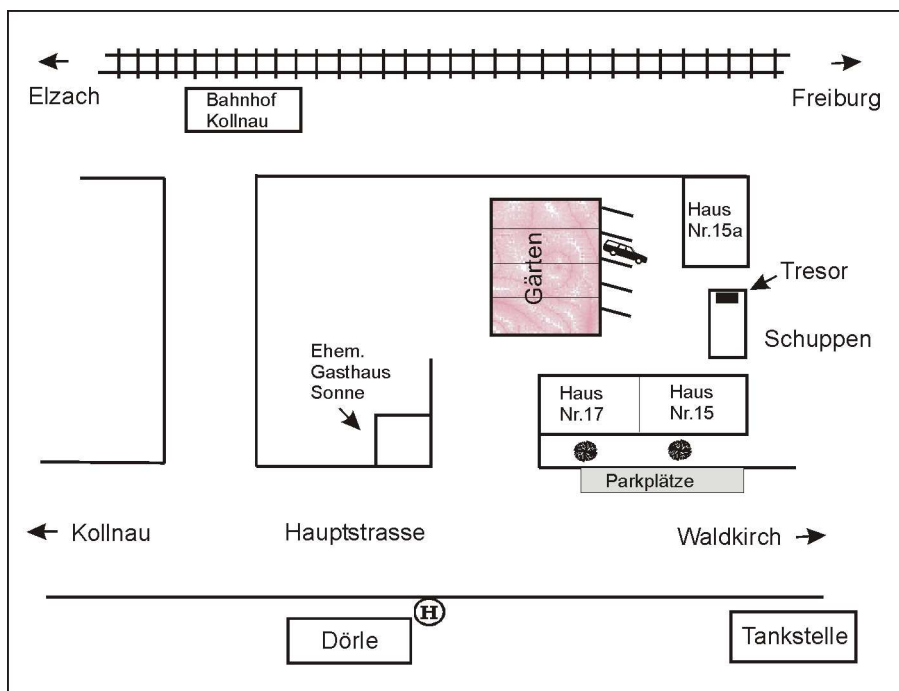 Elzach
Freiburg
Bahnhof
Kollnau
Haus
Nr.15a
Gärten
Tresor
Schuppen
Ehem.
Gasthaus
Sonne
Haus
Nr.17
Haus
Nr.15
Parkplätze
Kollnau
Hauptstrasse
Waldkirch
H
Dörle
Tankstelle